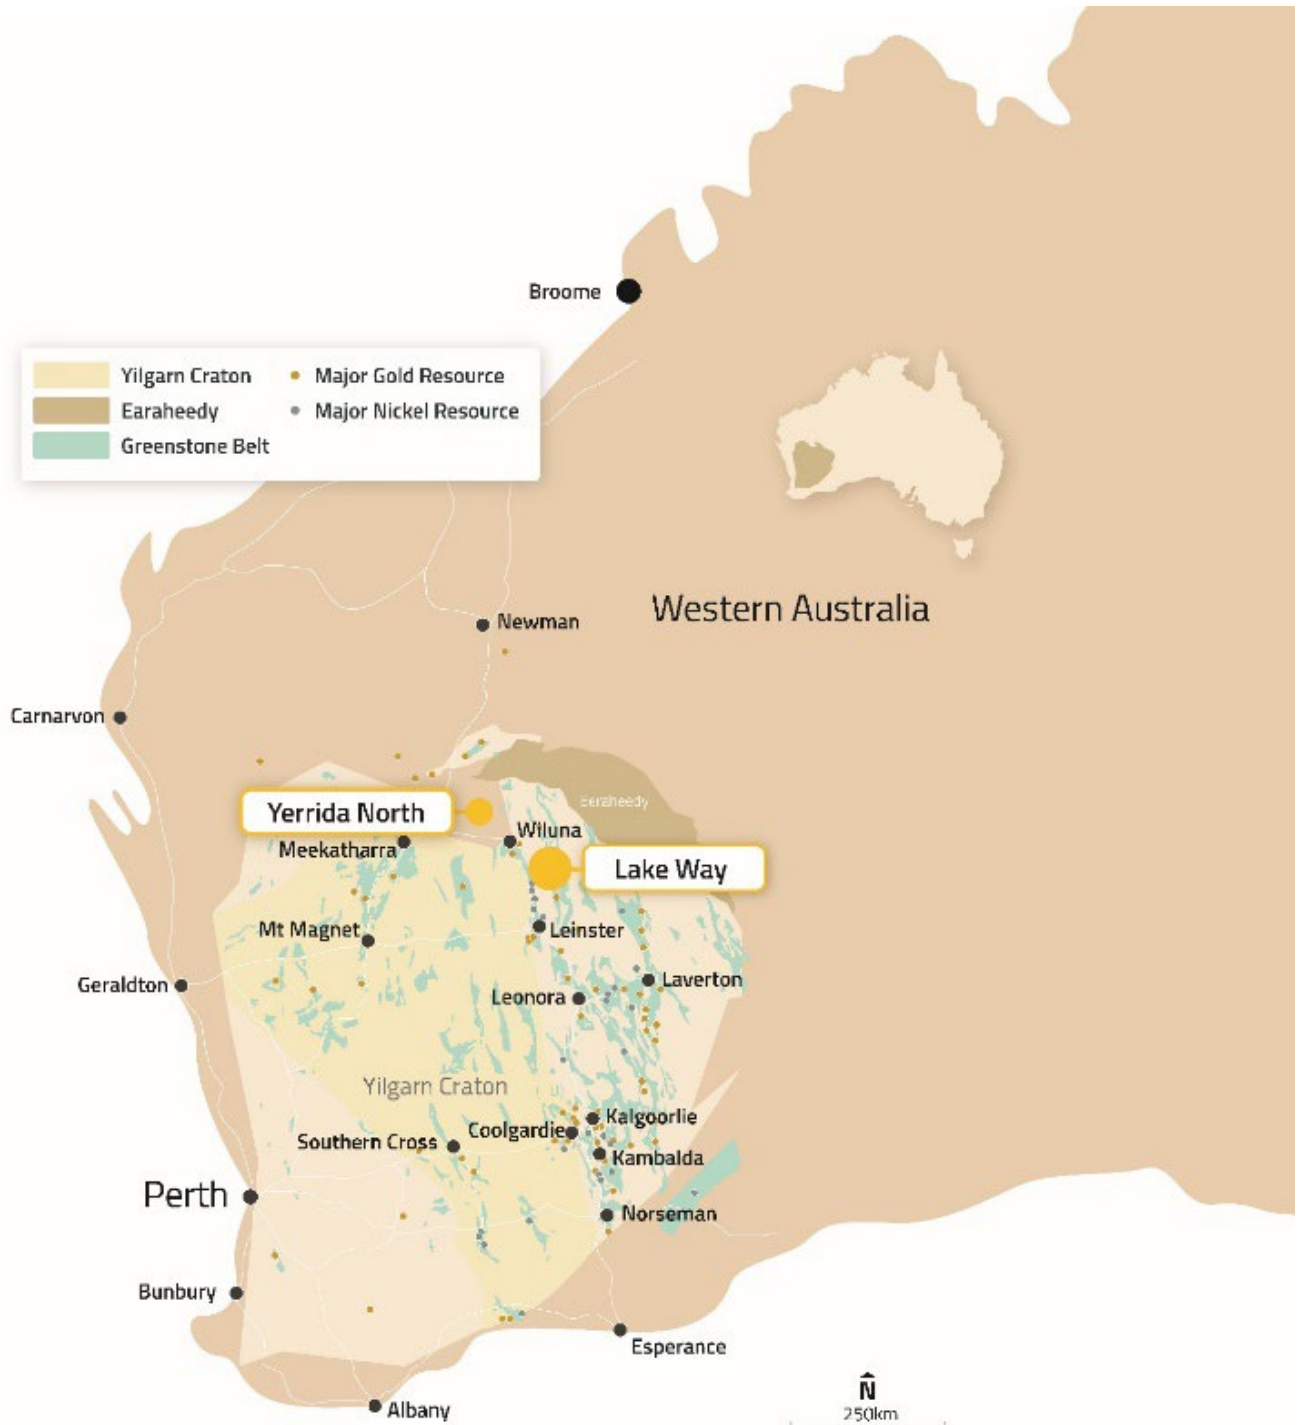 Broome
Yilgarn Craton
Major Gold Resource
Earaheedy
Major Nickel Resource
Greenstone Belt
Western Australia
Newman
Carnarvon
Eeraheedy
Yerrida North
Wiluna
Meekatharra
Lake Way
Mt Magnet
Leinster
Geraldton
Laverton
Leonora
Yilgarn Craton
Kalgoorlie
Coolgardie
Southern Cross
Kambalda
Perth
Norseman
Bunbury
Esperance
N
250km
Albany